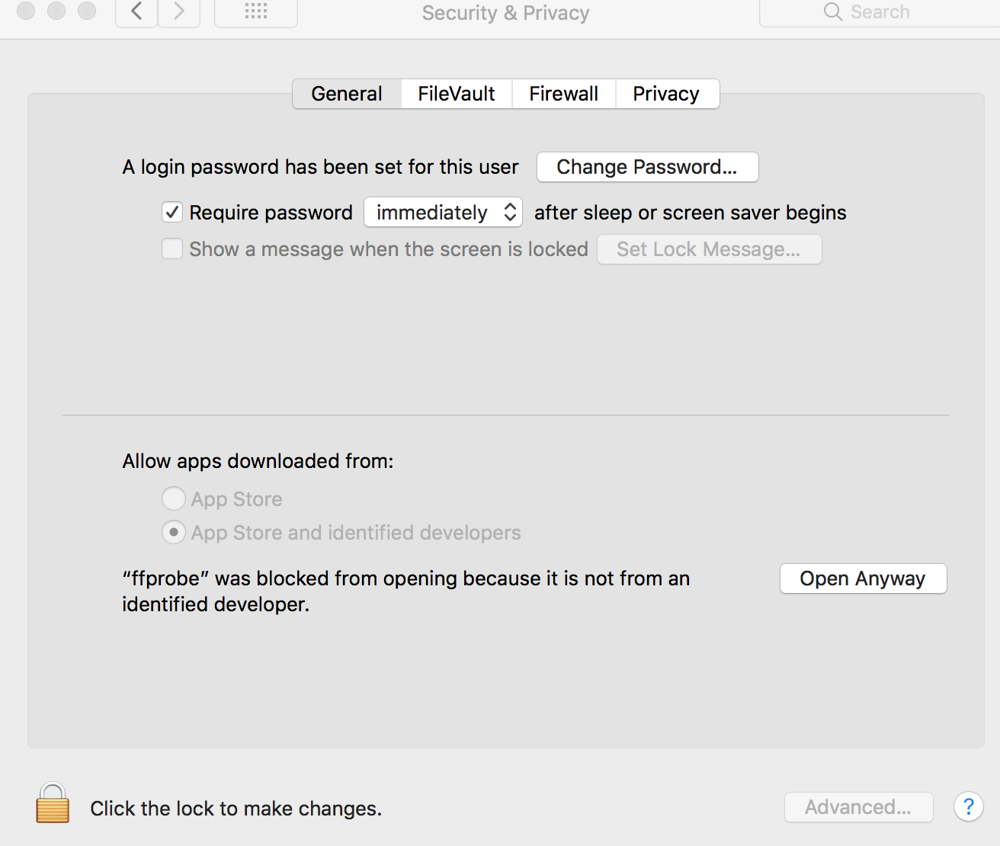 Security & Privacy
Search
General FileVault Firewall Privacy
A login password has been set for this user Change Password...
Require password immediately after sleep or screen saver begins
Show a message when the screen is locked Set Lock Message...
Allow apps downloaded from:
App Store
App Store and identified developers
“ffprobe” was blocked from opening because it is not from an
identified developer.
Open Anyway
Click the lock to make changes.
Advanced...
?